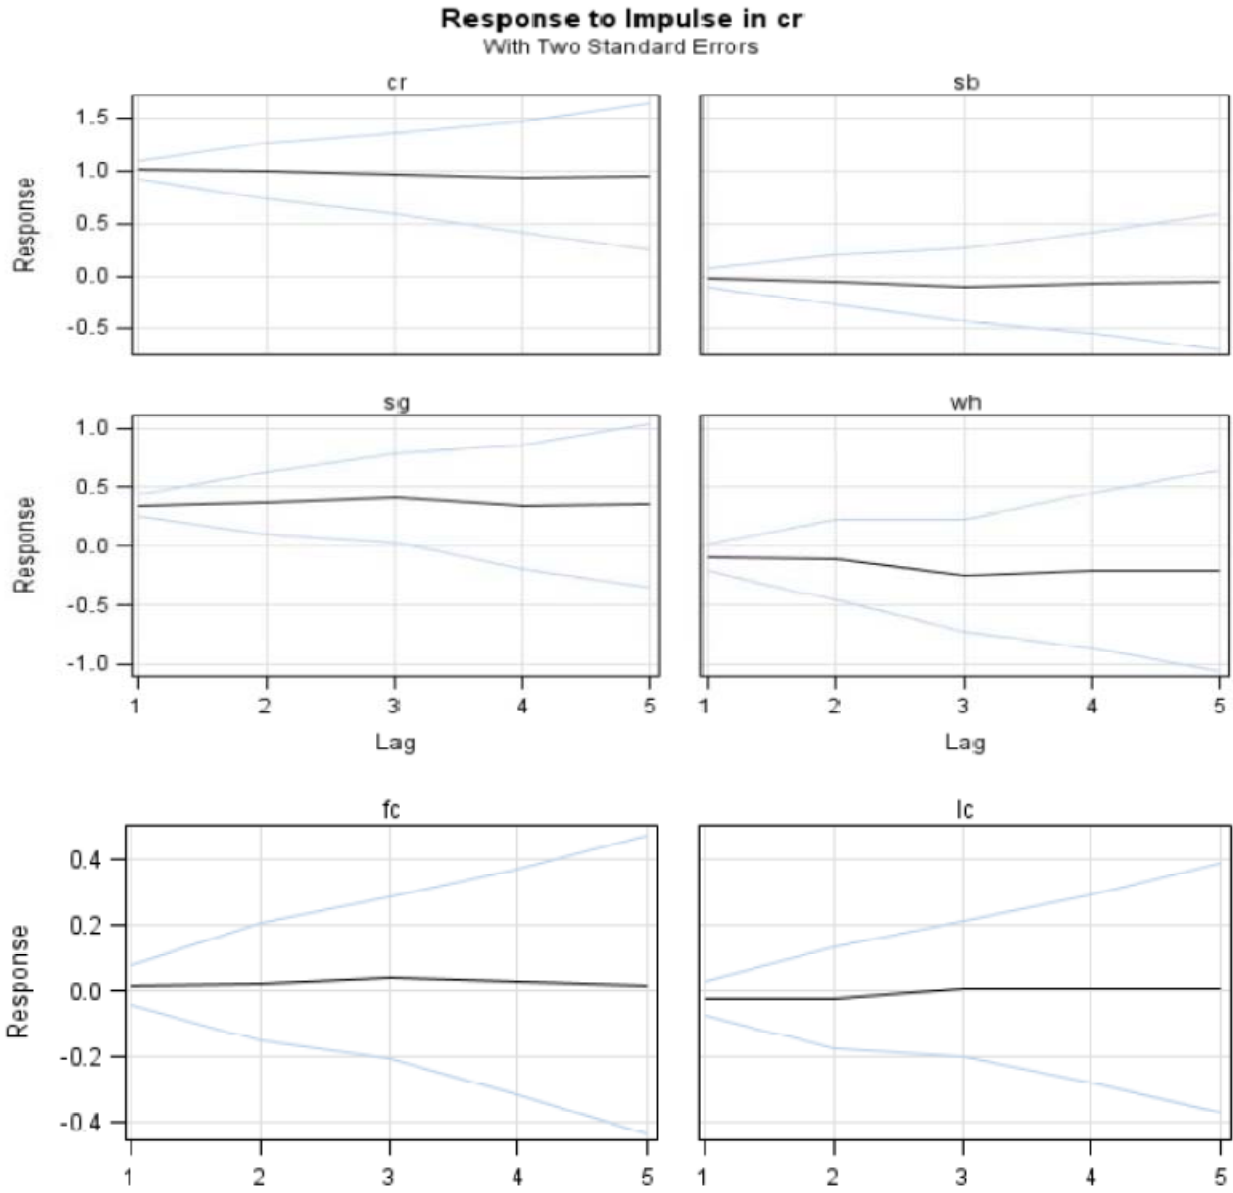 Response to Impulse in cr
With Two Standard Errors
cr
sb
1.5
1.0
0.5
0.0
-0.5
Response
sg
wh
1.0
0.5
0.0
-0.5
-1.0
Response
1 2 3 4 5
1 2 3 4 5
Lag
Lag
fc
lc
0.4
0.2
0.0
-0.2
-0.4
Response
1 2 3 4 5
1 2 3 4 5